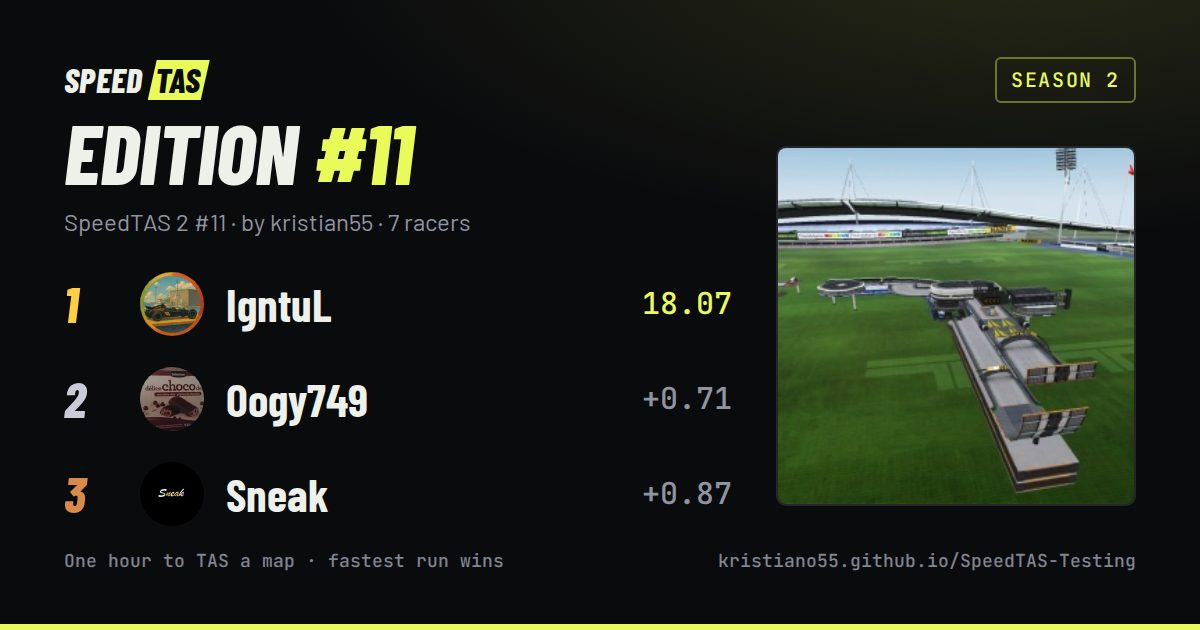 SPEED TAS
SEASON 2
EDITION #11
SpeedTAS 2 #11 · by kristian55 · 7 racers
1 IgntuL 18.07
2 Oogy749 +0.71
choco
3 Sneak Sneak +0.87
One hour to TAS a map · fastest run wins
kristiano55.github.io/SpeedTAS-Testing